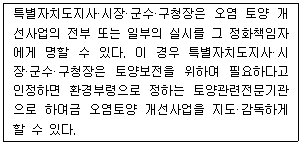 특별자치도지사·시장·군수·구청장은 오염 토양 개
선사업의 전부 또는 일부의 실시를 그 정화책임자
에게 명할 수 있다. 이 경우 특별자치도지사·시
장·군수·구청장은 토양보전을 위하여 필요하다고
인정하면 환경부령으로 정하는 토양관련전문기관
으로 하여금 오염토양 개선사업을 지도·감독하게
할 수 있다.